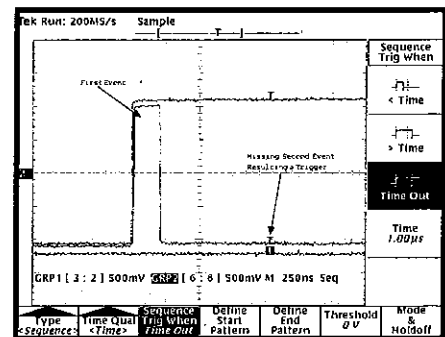 Tek Run: 200MS/s Sample
T
Sequence
Trig When
First Event
T
< Time
> Time
Missing Second Event
Resulting a Trigger
Time Out
T
Time
1.00µs
GRP1 [ 3 : 2 ] 500mV GRP2 [ 6 : 8 ] 500mV M 250ns Seq
Type
<Sequence>
Time Qual
<Time>
Sequence
Trig When
Time Out
Define
Start
Pattern
Define
End
Pattern
Threshold
0 V
Mode
&
Holdoff